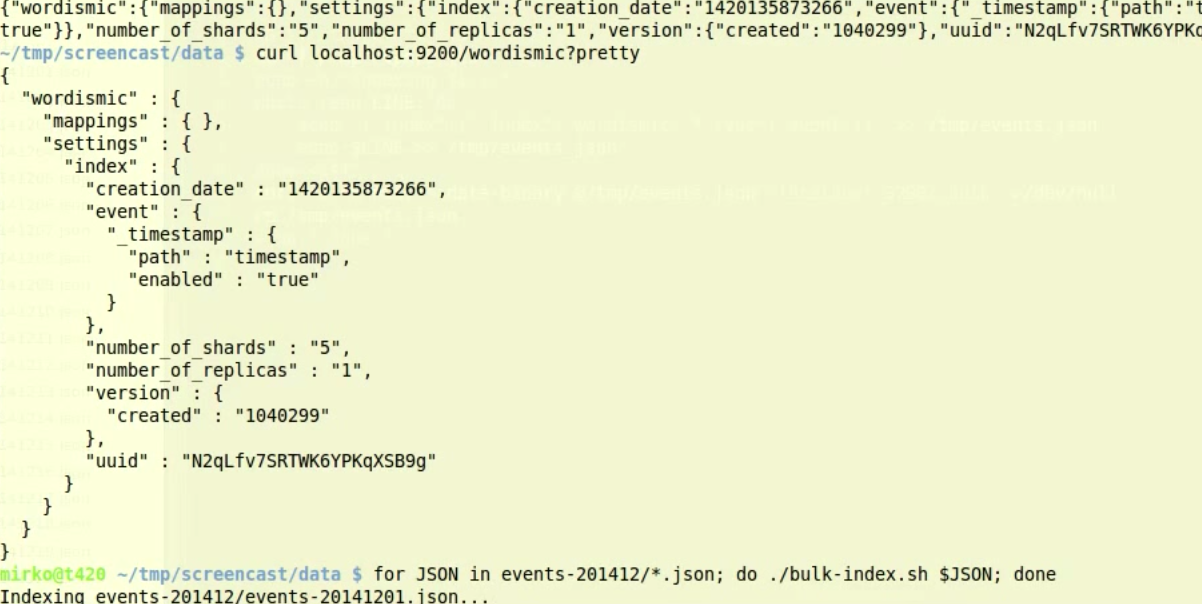 {"wordismic":{"mappings":{},"settings":{"index":{"creation_date":"1420135873266","event":{"_timestamp":{"path":"t
true"}},"number_of_shards":"5","number_of_replicas":"1","version":{"created":"1040299"},"uuid":"N2qLfv7SRTWK6YPKq
~/tmp/screencast/data $ curl localhost:9200/wordismic?pretty
{
  "wordismic" : {
    "mappings" : { },
    "settings" : {
      "index" : {
        "creation_date" : "1420135873266",
        "event" : {
          "_timestamp" : {
            "path" : "timestamp",
            "enabled" : "true"
          }
        },
        "number_of_shards" : "5",
        "number_of_replicas" : "1",
        "version" : {
          "created" : "1040299"
        },
        "uuid" : "N2qLfv7SRTWK6YPKqXSB9g"
      }
    }
  }
}
mirko@t420 ~/tmp/screencast/data $ for JSON in events-201412/*.json; do ./bulk-index.sh $JSON; done
Indexing events-201412/events-20141201.json...